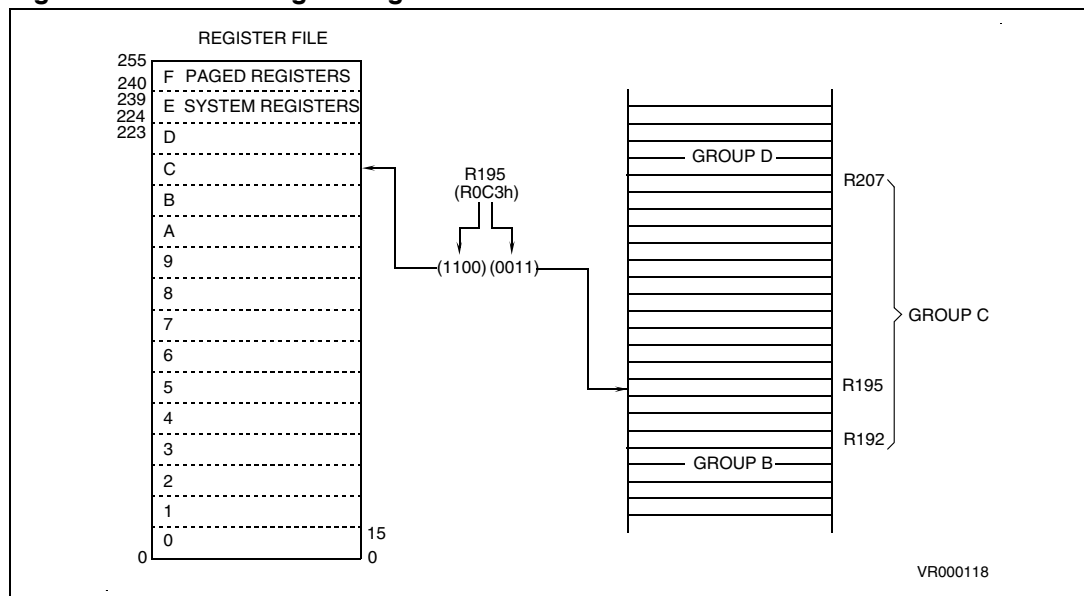 REGISTER FILE
255
240
239
224
223
F PAGED REGISTERS
E SYSTEM REGISTERS
D
C
B
A
9
8
7
6
5
4
3
2
1
0
15
0
0
R195
(R0C3h)
(1100) (0011)
GROUP D
R207
GROUP C
R195
R192
GROUP B
VR000118